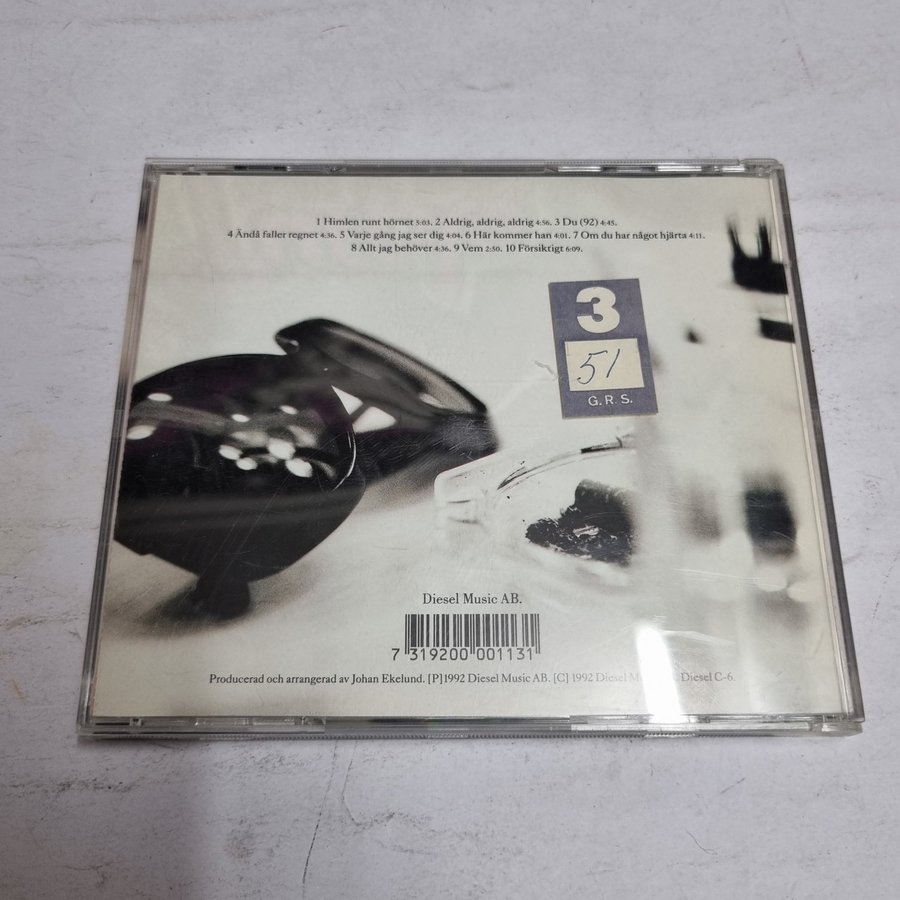 1 Himlen runt hörnet 5:03. 2 Aldrig, aldrig, aldrig 4:56. 3 Du (92) 4:45.
4 Ändå faller regnet 4:36. 5 Varje gång jag ser dig 4:04. 6 Här kommer han 4:01. 7 Om du har något hjärta 4:11.
8 Allt jag behöver 4:36. 9 Vem 2:50. 10 Försiktigt 6:09.
3
51
G.R.S.
Diesel Music AB.
7 319200 001131
Producerad och arrangerad av Johan Ekelund. [P]1992 Diesel Music AB. [C] 1992 Diesel Diesel C-6.